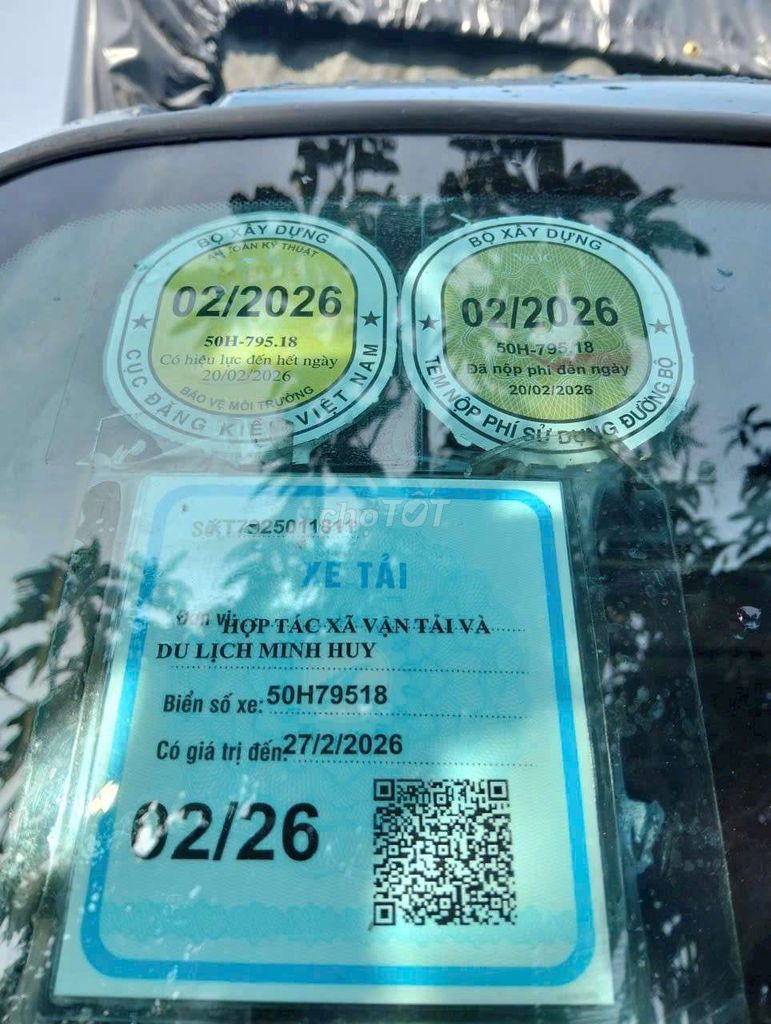 BỘ XÂY DỰNG
AN TOÀN KỸ THUẬT
02/2026
50H-795.18
Có hiệu lực đến hết ngày
20/02/2026
BẢO VỆ MÔI TRƯỜNG
CỤC ĐĂNG KIỂM VIỆT NAM
BỘ XÂY DỰNG
02/2026
50H-795.18
Đã nộp phí đến ngày
20/02/2026
TEM NỘP PHÍ SỬ DỤNG ĐƯỜNG BỘ
choTỐT
XE TẢI
Đơn vị: HỢP TÁC XÃ VẬN TẢI VÀ
DU LỊCH MINH HUY
Biển số xe: 50H79518
Có giá trị đến: 27/2/2026
02/26